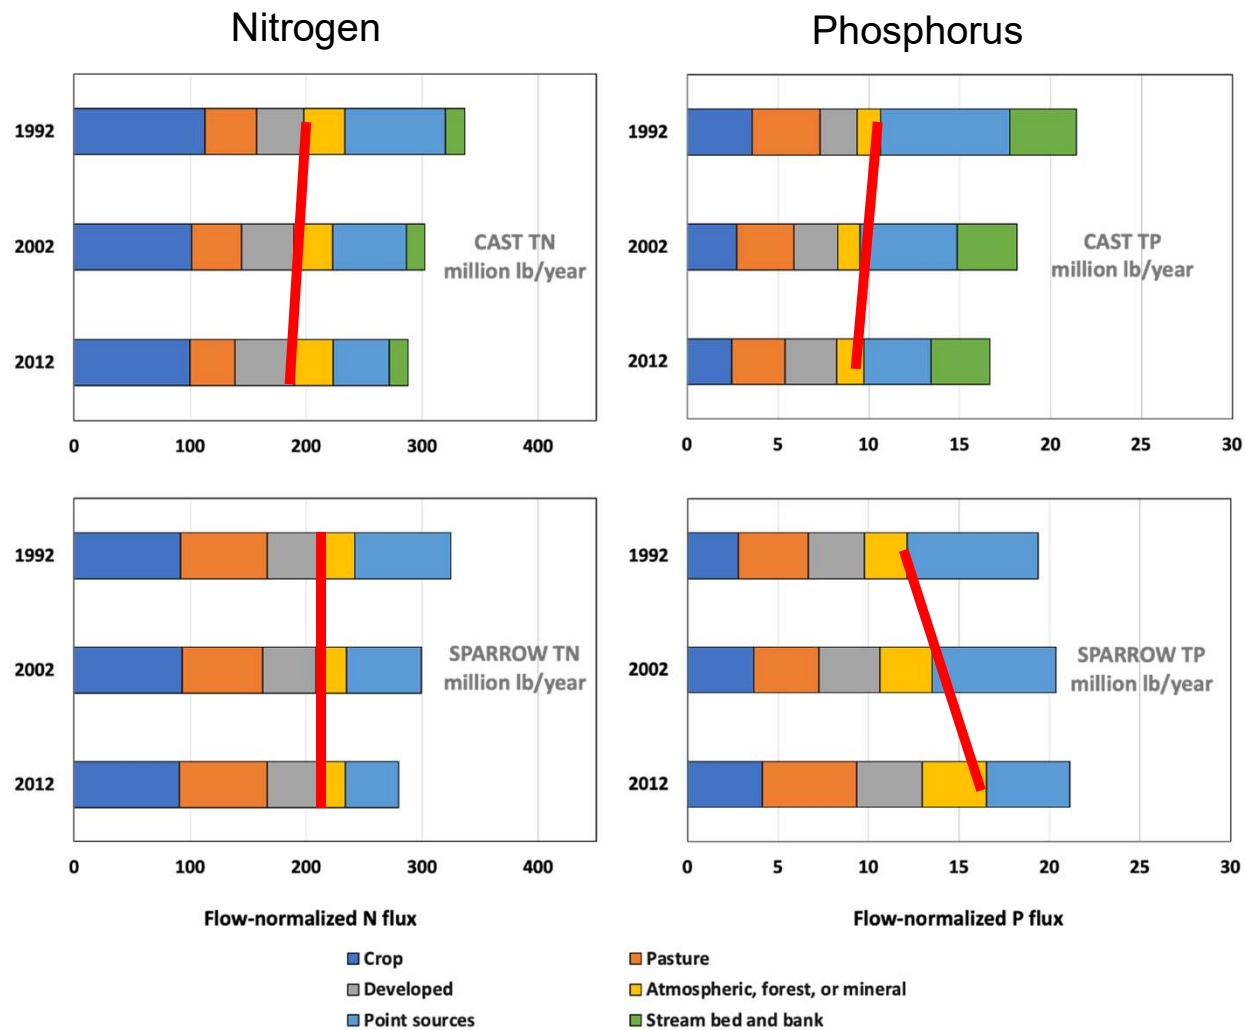 Nitrogen
Phosphorus
1992
2002
2012
CAST TN
million lb/year
0 100 200 300 400
1992
2002
2012
CAST TP
million lb/year
0 5 10 15 20 25 30
1992
2002
2012
SPARROW TN
million lb/year
0 100 200 300 400
Flow-normalized N flux
1992
2002
2012
SPARROW TP
million lb/year
0 5 10 15 20 25 30
Flow-normalized P flux
Crop
Pasture
Developed
Atmospheric, forest, or mineral
Point sources
Stream bed and bank